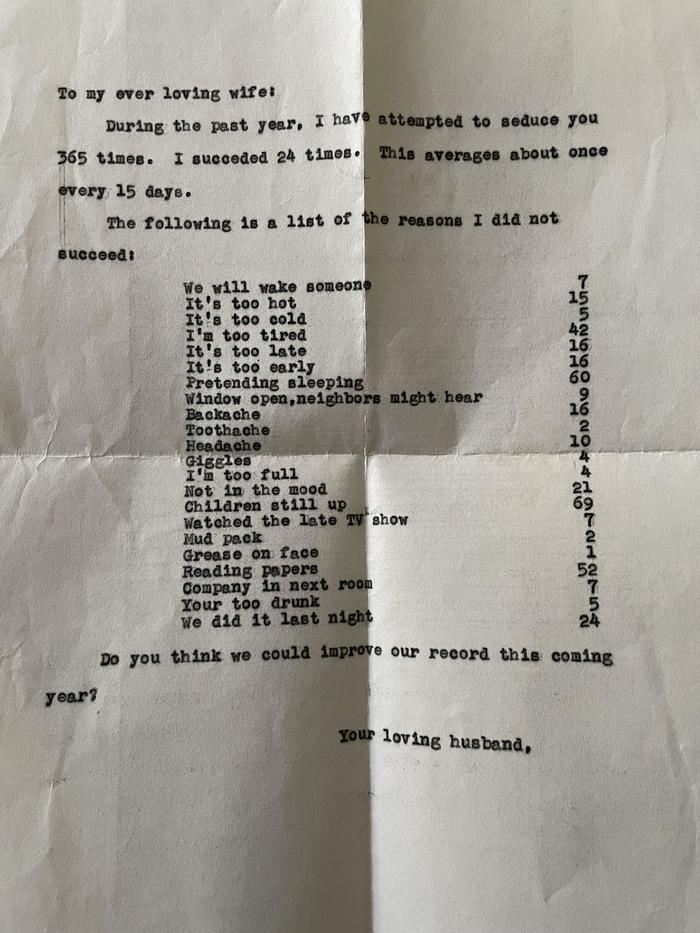 To my ever loving wife:
During the past year, I have attempted to seduce you
365 times. I succeded 24 times. This averages about once
every 15 days.
The following is a list of the reasons I did not
succeed:
We will wake someone 7
It's too hot 15
It's too cold 5
I'm too tired 42
It's too late 16
It's too early 16
Pretending sleeping 60
Window open,neighbors might hear 9
Backache 16
Toothache 2
Headache 10
Giggles 4
I'm too full 4
Not in the mood 21
Children still up 69
Watched the late TV show 7
Mud pack 2
Grease on face 1
Reading papers 52
Company in next room 7
Your too drunk 5
We did it last night 24
Do you think we could improve our record this coming
year?
Your loving husband,